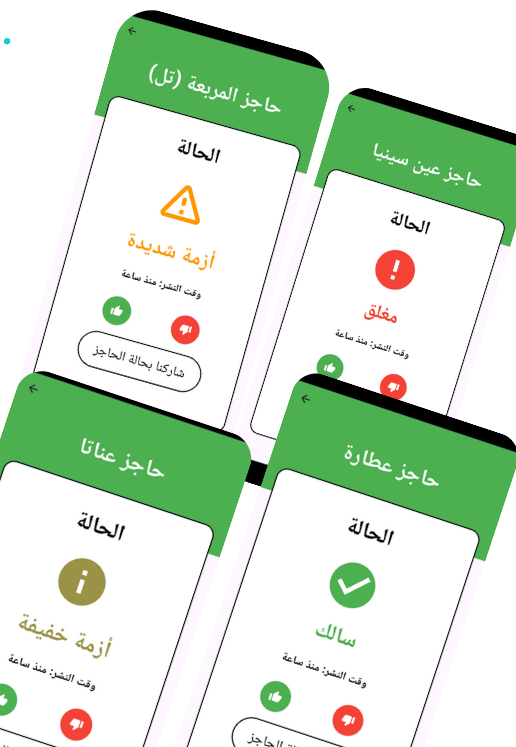 حاجز المربعة (تل)
الحالة
أزمة شديدة
وقت النشر: منذ ساعة
شاركنا بحالة الحاجز
حاجز عين سينيا
الحالة
مغلق
وقت النشر: منذ ساعة
حاجز عناتا
الحالة
أزمة خفيفة
وقت النشر: منذ ساعة
حاجز عطارة
الحالة
سالك
وقت النشر: منذ ساعة
الحاجز